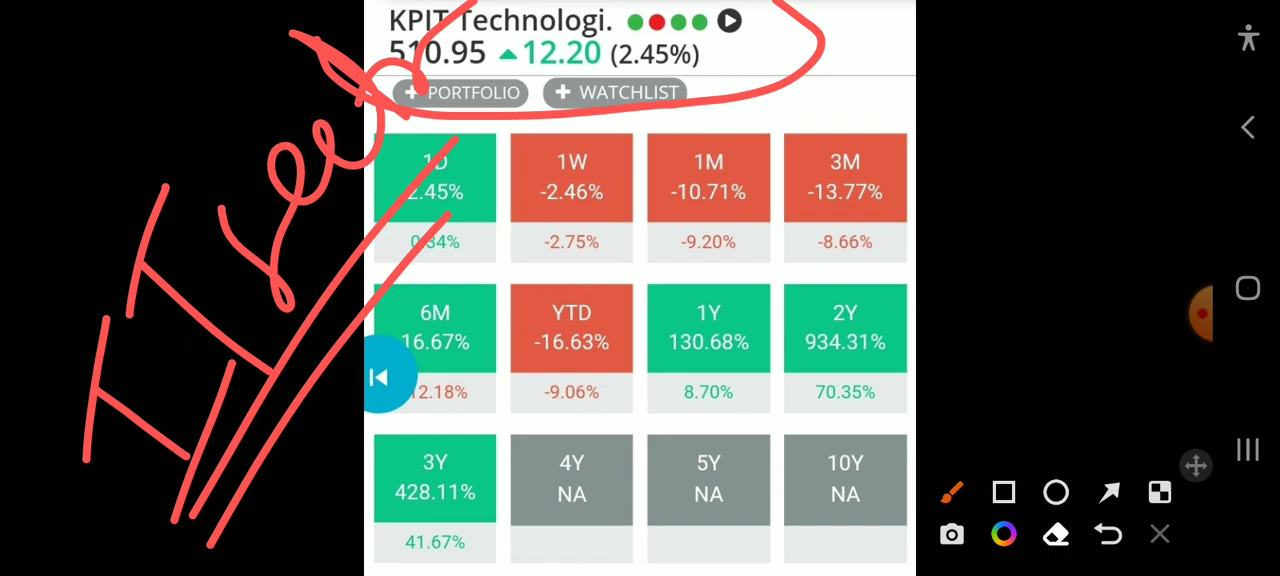 KPIT Technologi.
510.95 12.20 (2.45%)
+ PORTFOLIO + WATCHLIST
1D 1W 1M 3M
2.45% -2.46% -10.71% -13.77%
0.34% -2.75% -9.20% -8.66%
6M YTD 1Y 2Y
16.67% -16.63% 130.68% 934.31%
12.18% -9.06% 8.70% 70.35%
3Y 4Y 5Y 10Y
428.11% NA NA NA
41.67%